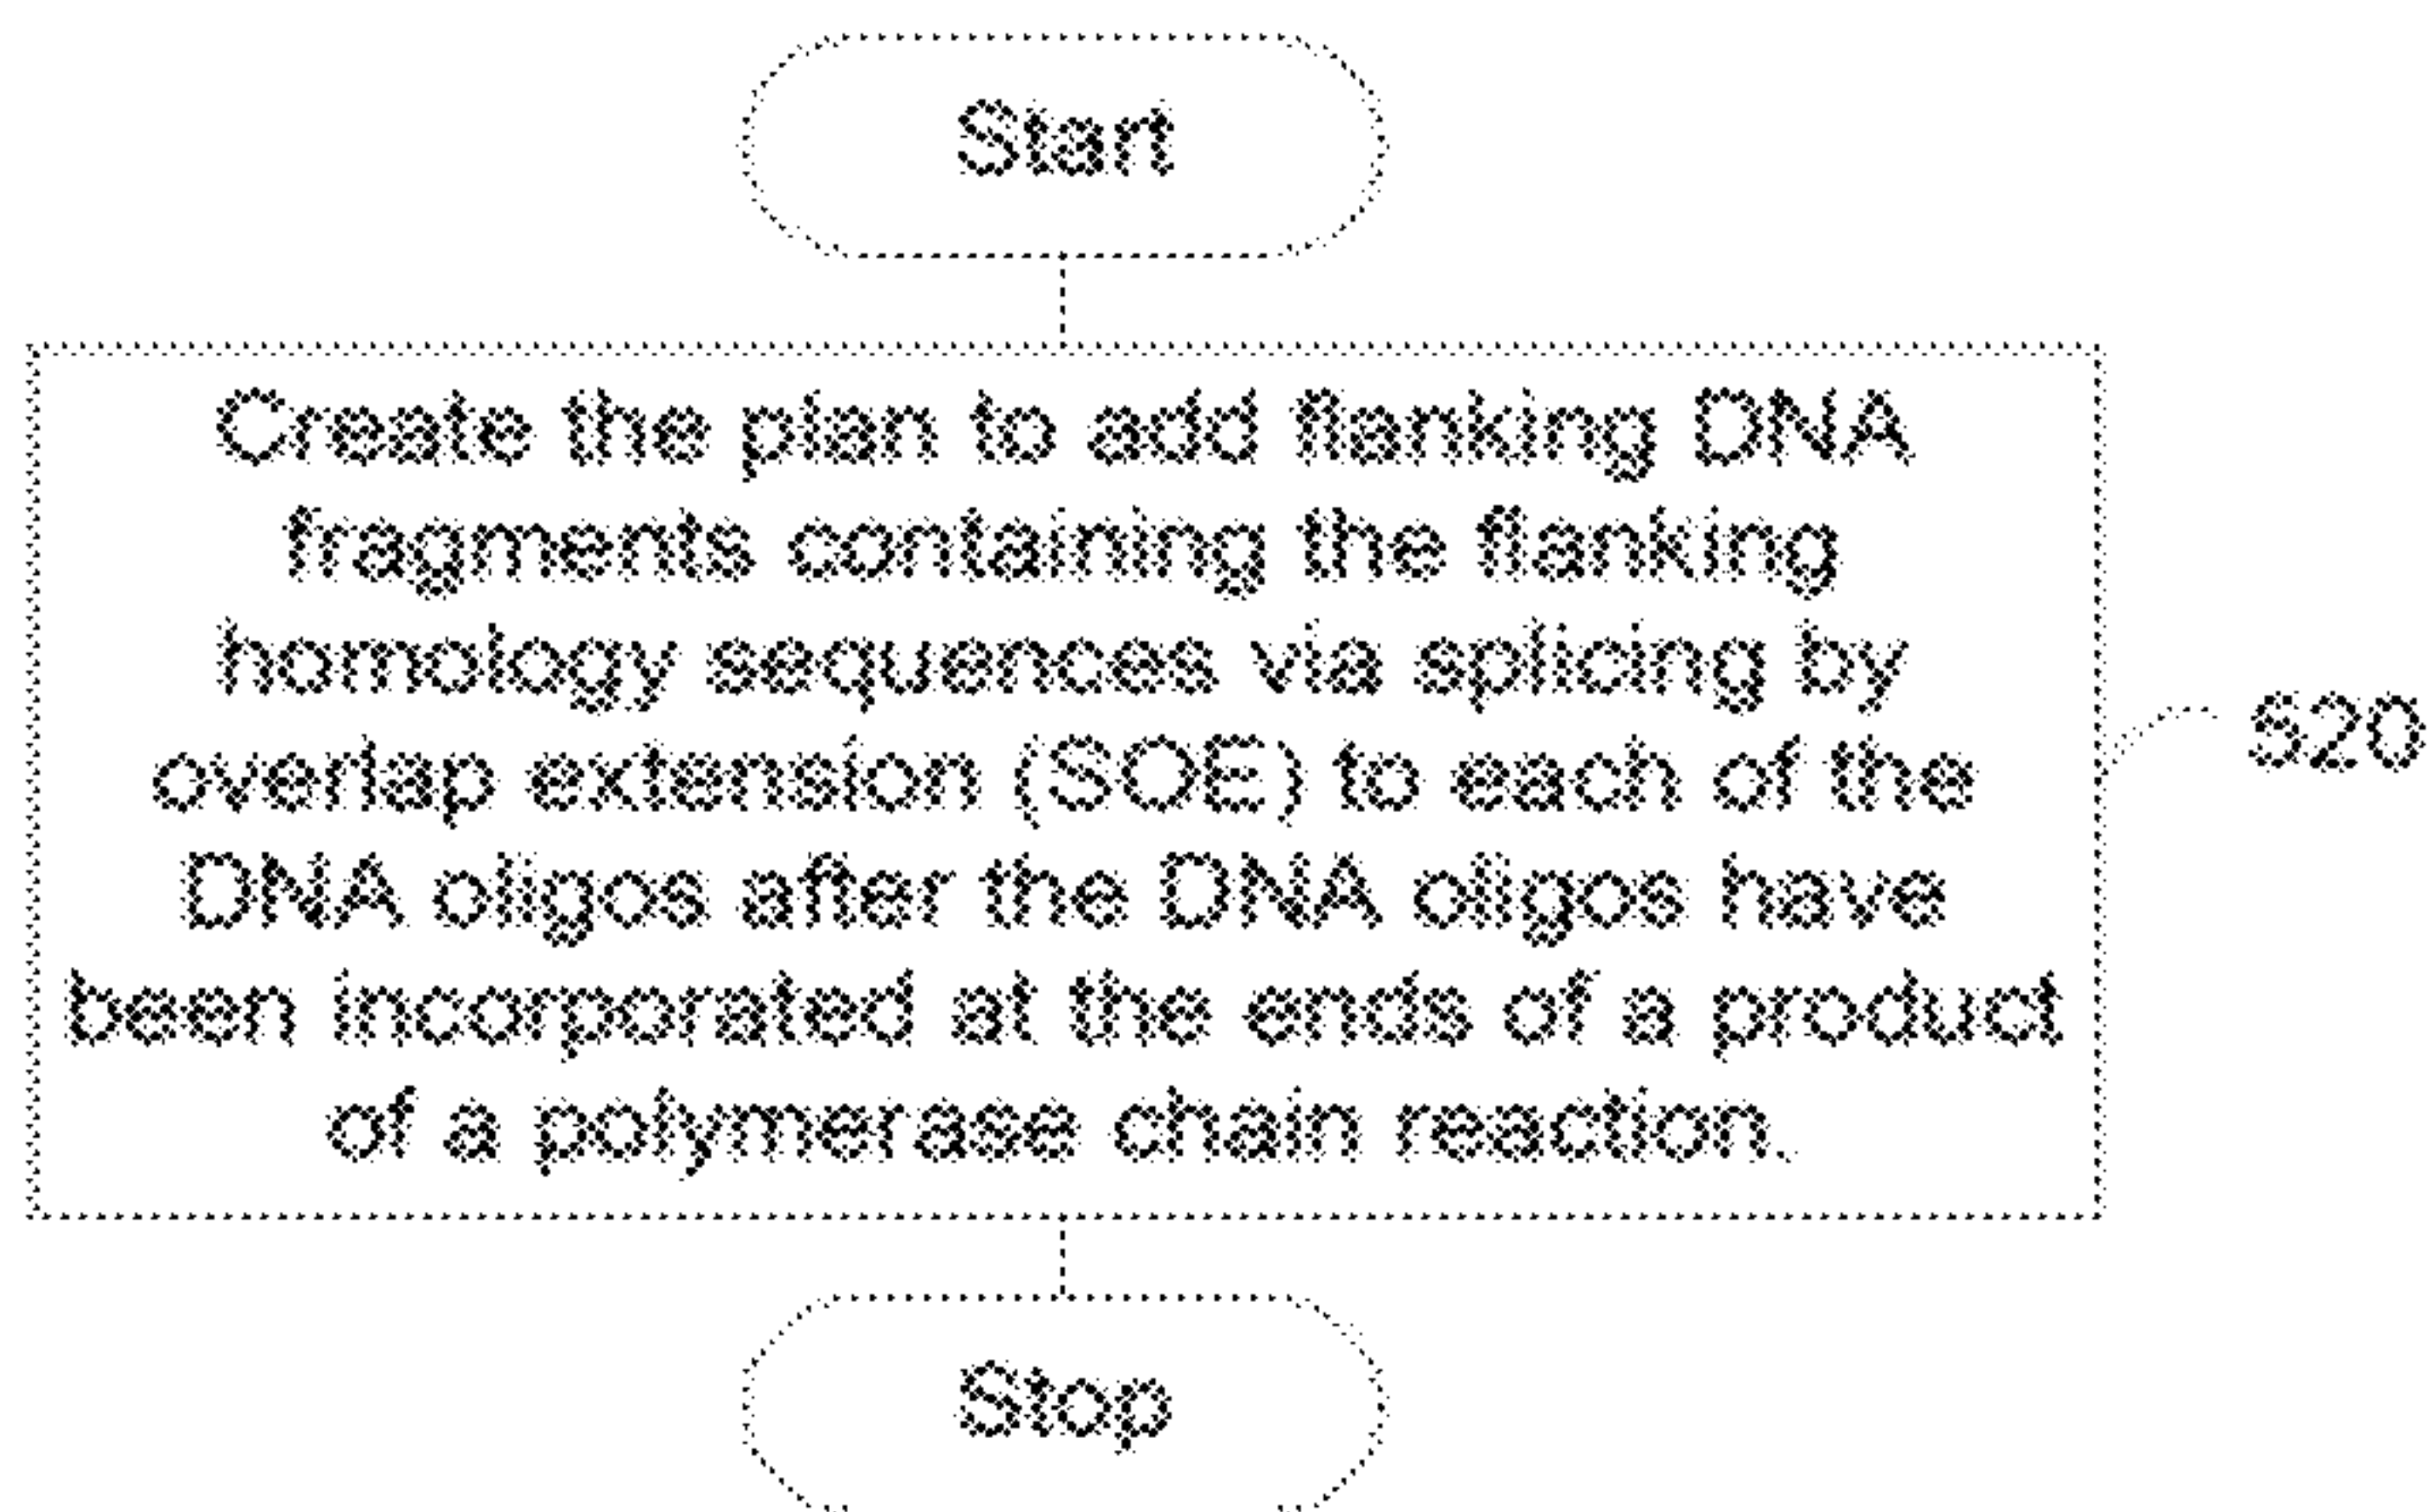 Start
Create the plan to add flanking DNA
fragments containing the flanking
homology sequences via splicing by
overlap extension (SOE) to each of the
DNA oligos after the DNA oligos have
been incorporated at the ends of a product
of a polymerase chain reaction.
520
Stop